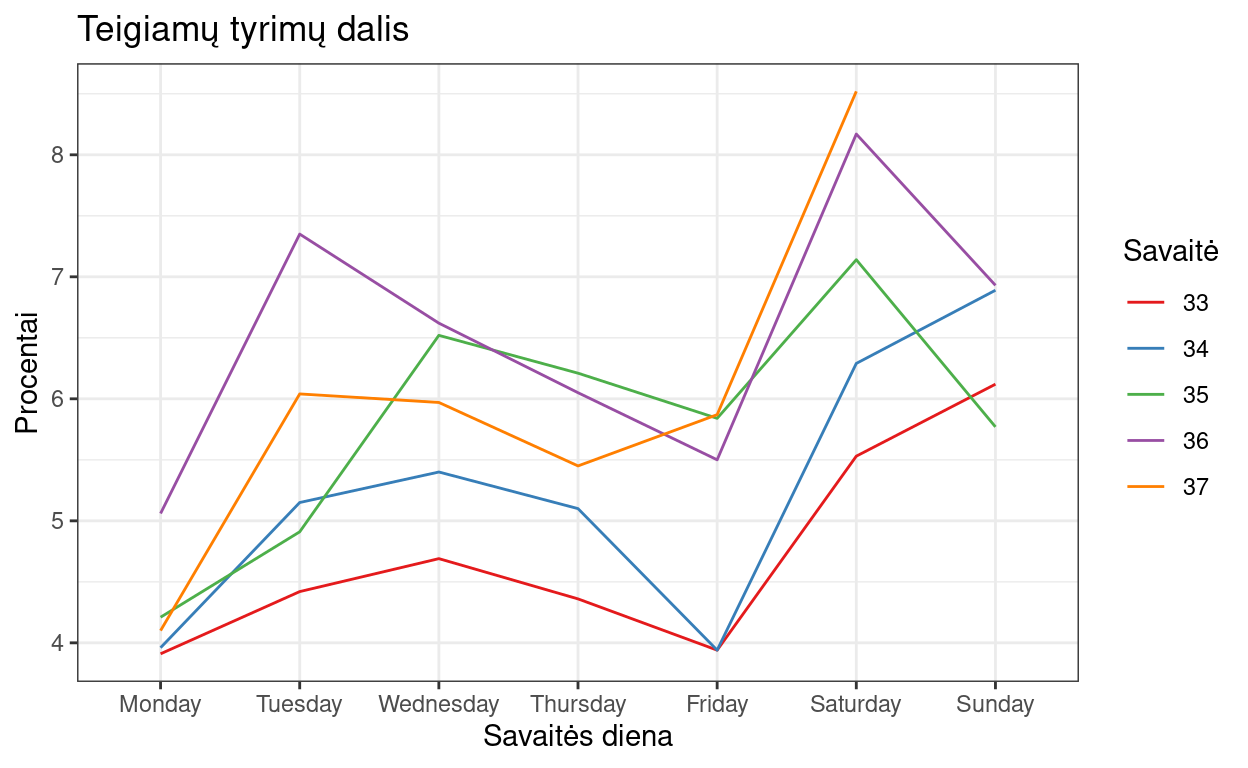 Teigiamų tyrimų dalis
Procentai
8
7
6
5
4
Monday Tuesday Wednesday Thursday Friday Saturday Sunday
Savaitės diena
Savaitė
33
34
35
36
37